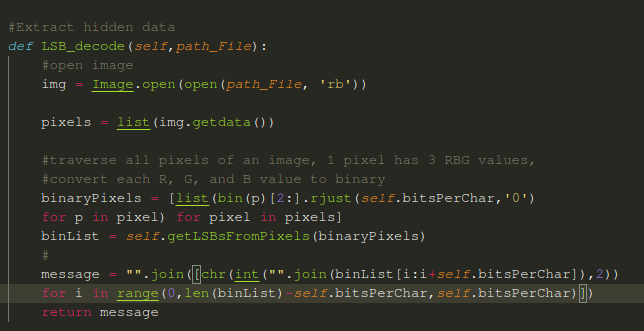 #Extract hidden data
def LSB_decode(self,path_File):
#open image
img = Image.open(open(path_File, 'rb'))
pixels = list(img.getdata())
#traverse all pixels of an image, 1 pixel has 3 RBG values,
#convert each R, G, and B value to binary
binaryPixels = [list(bin(p)[2:].rjust(self.bitsPerChar,'0')
for p in pixel) for pixel in pixels]
binList = self.getLSBsFromPixels(binaryPixels)
#
message = "".join([chr(int("".join(binList[i:i+self.bitsPerChar]),2))
for i in range(0,len(binList)-self.bitsPerChar,self.bitsPerChar)])
return message